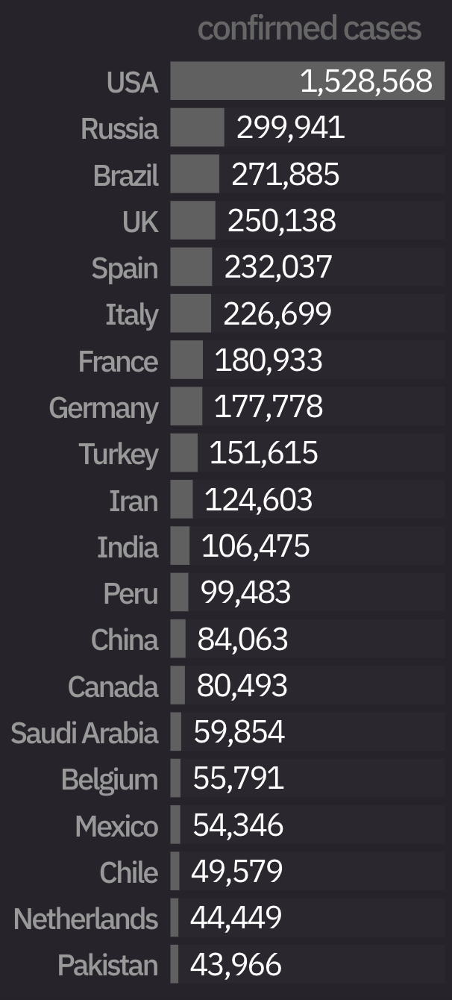 confirmed cases
USA 1,528,568
Russia 299,941
Brazil 271,885
UK 250,138
Spain 232,037
Italy 226,699
France 180,933
Germany 177,778
Turkey 151,615
Iran 124,603
India 106,475
Peru 99,483
China 84,063
Canada 80,493
Saudi Arabia 59,854
Belgium 55,791
Mexico 54,346
Chile 49,579
Netherlands 44,449
Pakistan 43,966